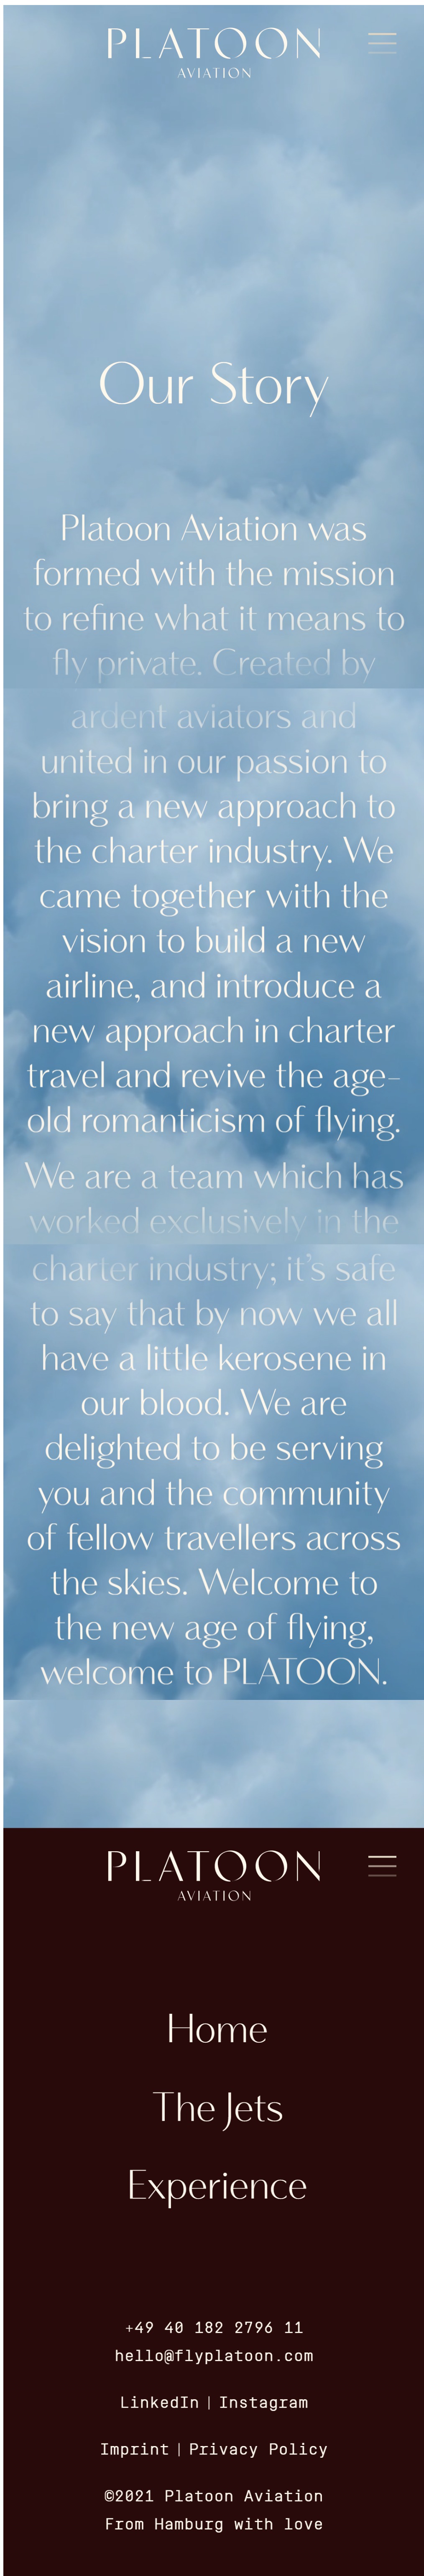 PLATOON
AVIATION
Our Story
Platoon Aviation was
formed with the mission
to refine what it means to
fly private. Created by
ardent aviators and
united in our passion to
bring a new approach to
the charter industry. We
came together with the
vision to build a new
airline, and introduce a
new approach in charter
travel and revive the age-
old romanticism of flying.
We are a team which has
worked exclusively in the
charter industry; it's safe
to say that by now we all
have a little kerosene in
our blood. We are
delighted to be serving
you and the community
of fellow travellers across
the skies. Welcome to
the new age of flying,
welcome to PLATOON.
PLATOON
AVIATION
Home
The Jets
Experience
+49 40 182 2796 11
hello@flyplatoon.com
LinkedIn | Instagram
Imprint | Privacy Policy
©2021 Platoon Aviation
From Hamburg with love